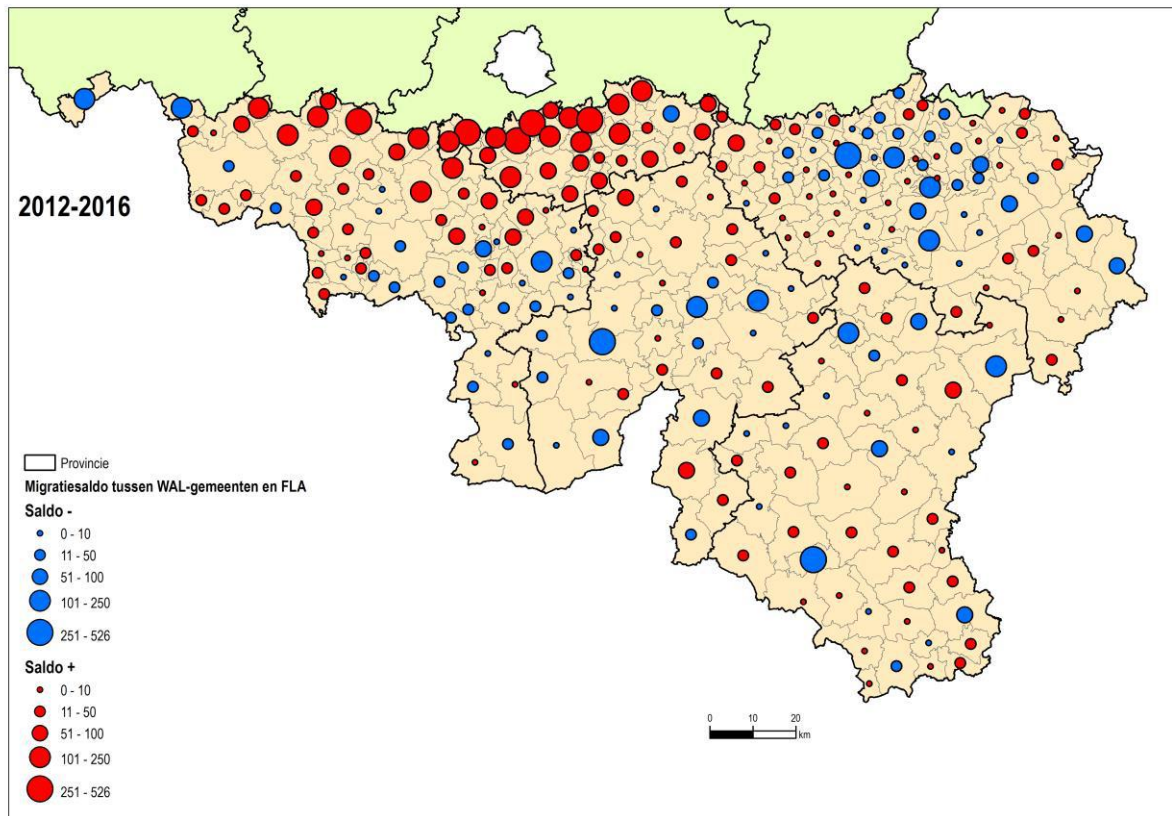 2012-2016
Provincie
Migratiesaldo tussen WAL-gemeenten en FLA
Saldo -
0 - 10
11 - 50
51 - 100
101 - 250
251 - 526
Saldo +
0 - 10
11 - 50
51 - 100
101 - 250
251 - 526
0 10 20
km